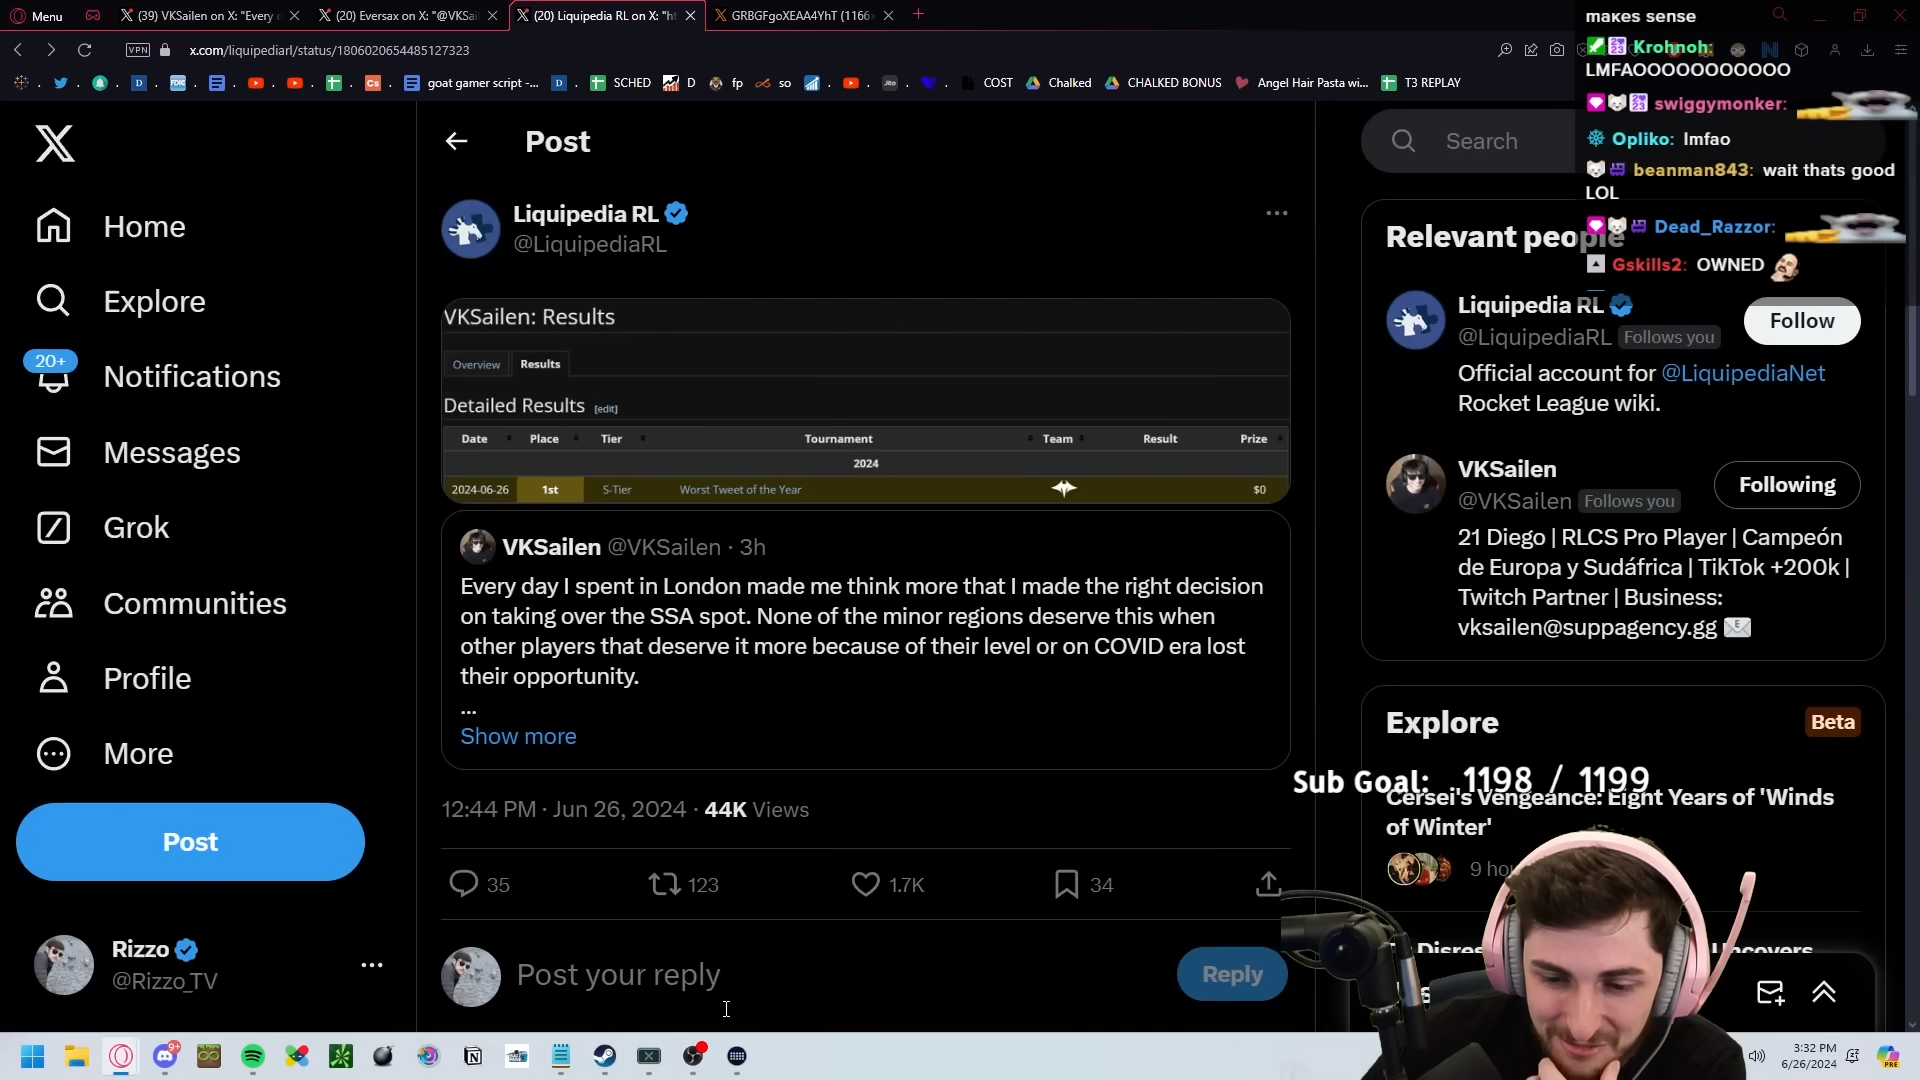 Menu
(39) VKSailen on X: "Every
(20) Eversax on X: "@VKSai
(20) Liquipedia RL on X: "ht
GRBGFgoXEAA4YhT (1166
VPN
x.com/liquipediarl/status/1806020654485127323
goat gamer script -...
SCHED
D
fp
so
COST
Chalked
CHALKED BONUS
Angel Hair Pasta wi...
T3 REPLAY
makes sense
Krohnoh:
LMFAOOOOOOOOOOO
swiggymonker:
Opliko: lmfao
beanman843: wait thats good
LOL
Dead_Razzor:
Gskills2: OWNED
Home
Explore
20+
Notifications
Messages
Grok
Communities
Profile
More
Post
Rizzo
@Rizzo_TV
Post
Liquipedia RL
@LiquipediaRL
VKSailen: Results
Overview
Results
Detailed Results [edit]
Date Place Tier Tournament Team Result Prize
2024
2024-06-26 1st S-Tier Worst Tweet of the Year $0
VKSailen @VKSailen · 3h
Every day I spent in London made me think more that I made the right decision
on taking over the SSA spot. None of the minor regions deserve this when
other players that deserve it more because of their level or on COVID era lost
their opportunity.
...
Show more
12:44 PM · Jun 26, 2024 · 44K Views
35
123
1.7K
34
Post your reply
Reply
Search
Relevant people
Liquipedia RL
@LiquipediaRL Follows you
Follow
Official account for @LiquipediaNet
Rocket League wiki.
VKSailen
@VKSailen Follows you
Following
21 Diego | RLCS Pro Player | Campeón
de Europa y Sudáfrica | TikTok +200k |
Twitch Partner | Business:
vksailen@suppagency.gg
Explore
Beta
Sub Goal: 1198 / 1199
Cersei's Vengeance: Eight Years of 'Winds
of Winter'
9+
3:32 PM
6/26/2024